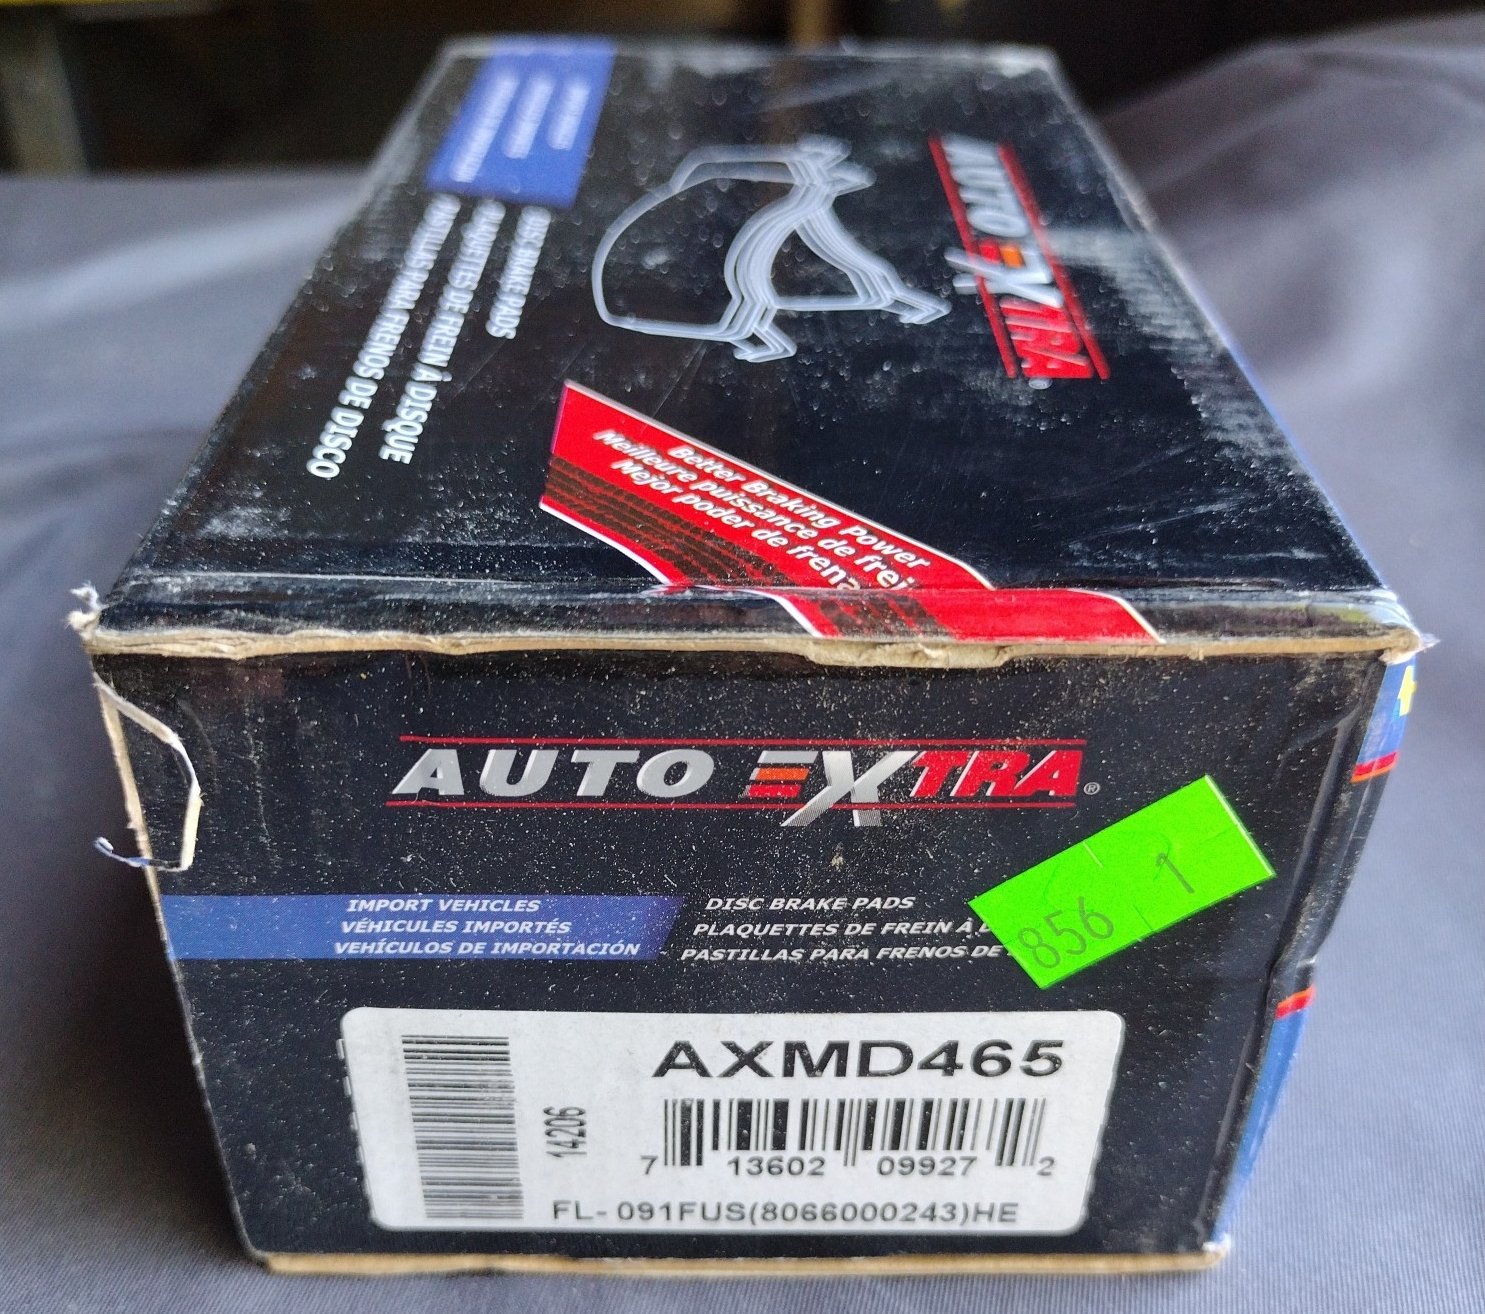 AUTO EXTRA®
DISC BRAKE PADS
PLAQUETTES DE FREIN À DISQUE
PASTILLAS PARA FRENOS DE DISCO
Better Braking Power
Meilleure puissance de frei
Mejor poder de frena
AUTO EXTRA®
IMPORT VEHICLES
VÉHICULES IMPORTÉS
VEHÍCULOS DE IMPORTACIÓN
DISC BRAKE PADS
PLAQUETTES DE FREIN À D
PASTILLAS PARA FRENOS DE
856 1
AXMD465
14206
7 13602 09927 2
FL- 091FUS(8066000243)HE